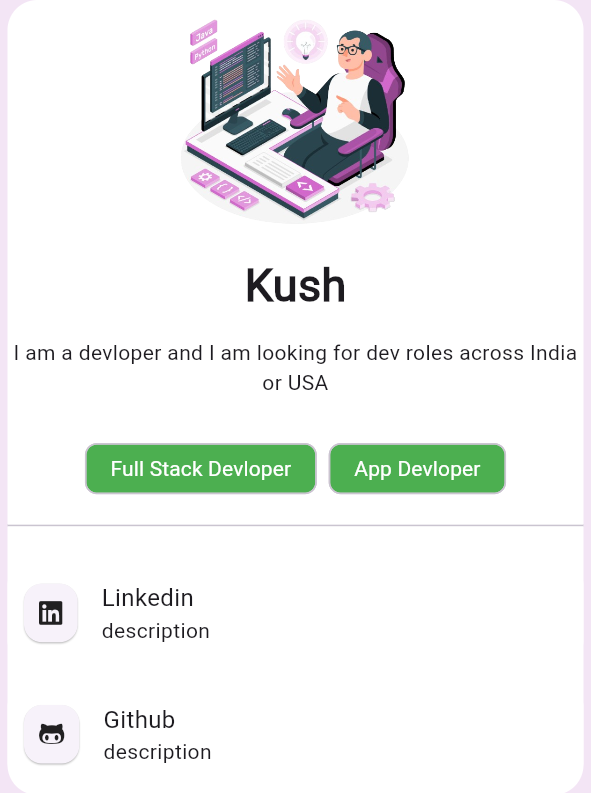 Java
Python
Kush
I am a devloper and I am looking for dev roles across India
or USA
Full Stack Devloper
App Devloper
in
Linkedin
description
Github
description